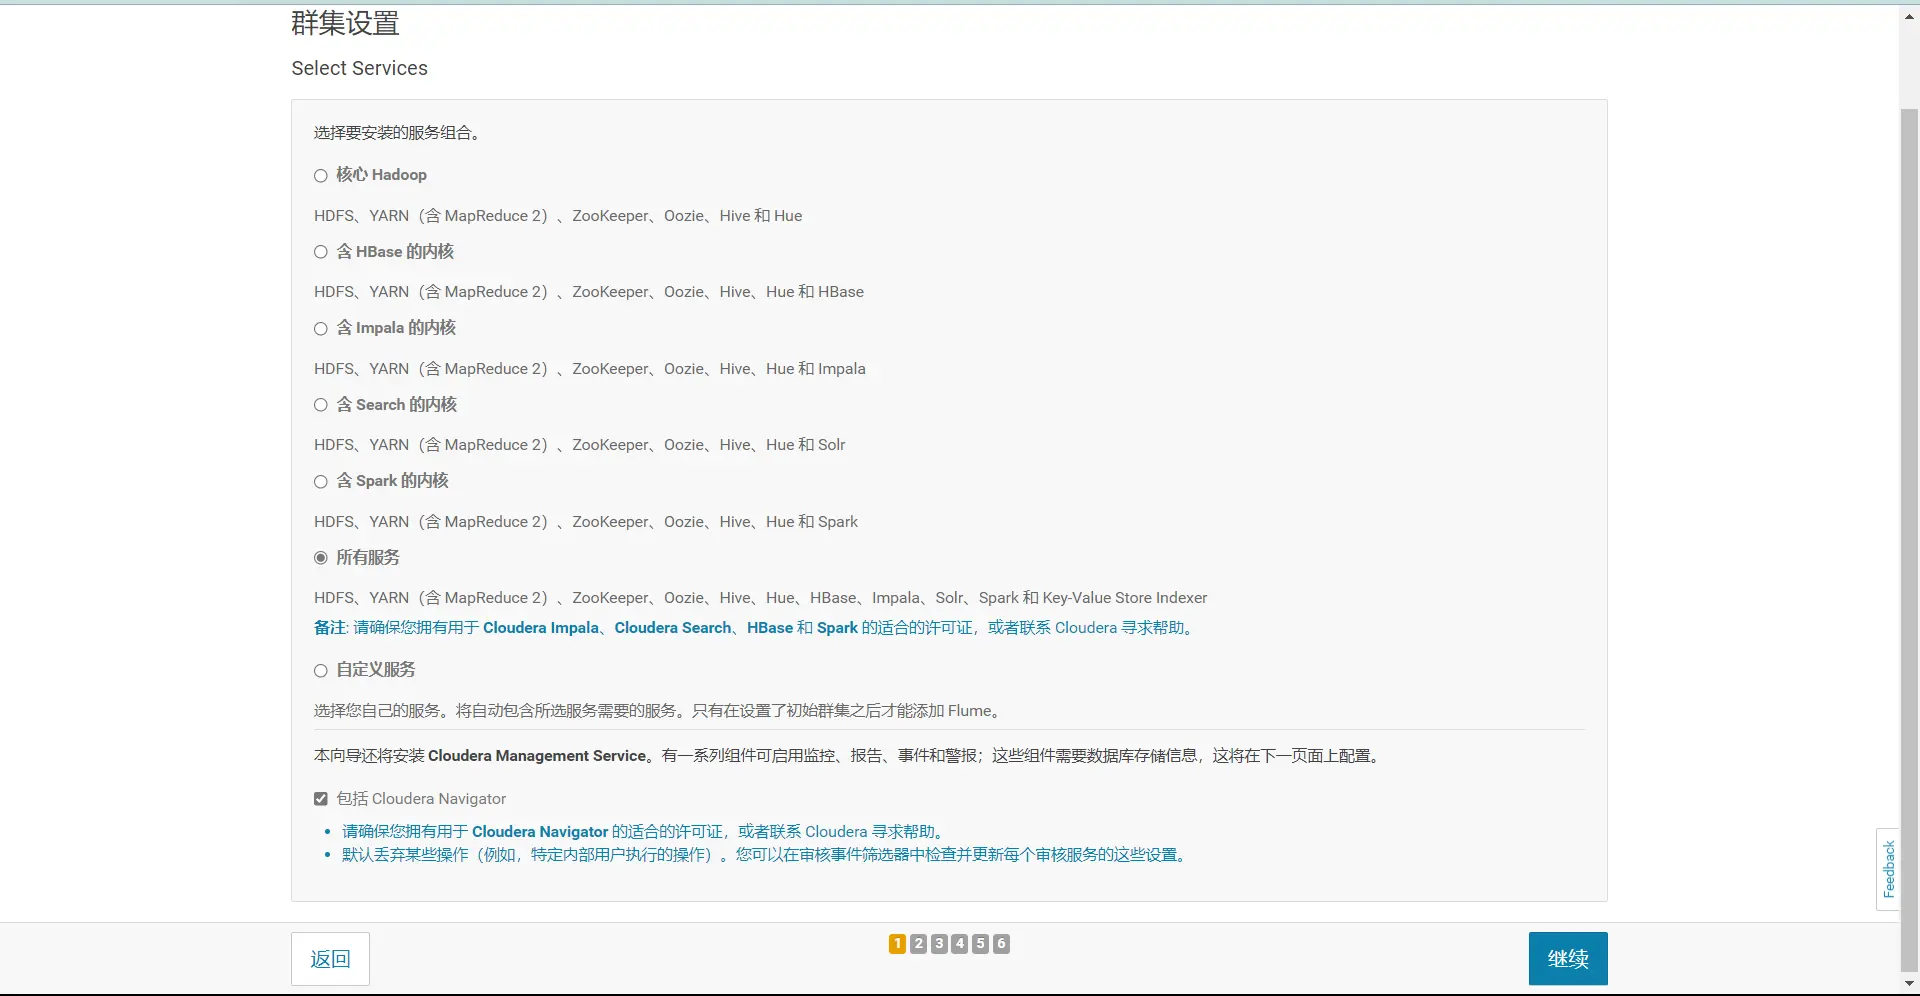 群集设置
Select Services
选择要安装的服务组合。
核心 Hadoop
HDFS、YARN（含 MapReduce 2）、ZooKeeper、Oozie、Hive 和 Hue
含 HBase 的内核
HDFS、YARN（含 MapReduce 2）、ZooKeeper、Oozie、Hive、Hue 和 HBase
含 Impala 的内核
HDFS、YARN（含 MapReduce 2）、ZooKeeper、Oozie、Hive、Hue 和 Impala
含 Search 的内核
HDFS、YARN（含 MapReduce 2）、ZooKeeper、Oozie、Hive、Hue 和 Solr
含 Spark 的内核
HDFS、YARN（含 MapReduce 2）、ZooKeeper、Oozie、Hive、Hue 和 Spark
所有服务
HDFS、YARN（含 MapReduce 2）、ZooKeeper、Oozie、Hive、Hue、HBase、Impala、Solr、Spark 和 Key-Value Store Indexer
备注: 请确保您拥有用于 Cloudera Impala、Cloudera Search、HBase 和 Spark 的适合的许可证，或者联系 Cloudera 寻求帮助。
自定义服务
选择您自己的服务。将自动包含所选服务需要的服务。只有在设置了初始群集之后才能添加 Flume。
本向导还将安装 Cloudera Management Service。有一系列组件可启用监控、报告、事件和警报；这些组件需要数据库存储信息，这将在下一页面上配置。
包括 Cloudera Navigator
• 请确保您拥有用于 Cloudera Navigator 的适合的许可证，或者联系 Cloudera 寻求帮助。
• 默认丢弃某些操作（例如，特定内部用户执行的操作）。您可以在审核事件筛选器中检查并更新每个审核服务的这些设置。
Feedback
返回
1 2 3 4 5 6
继续